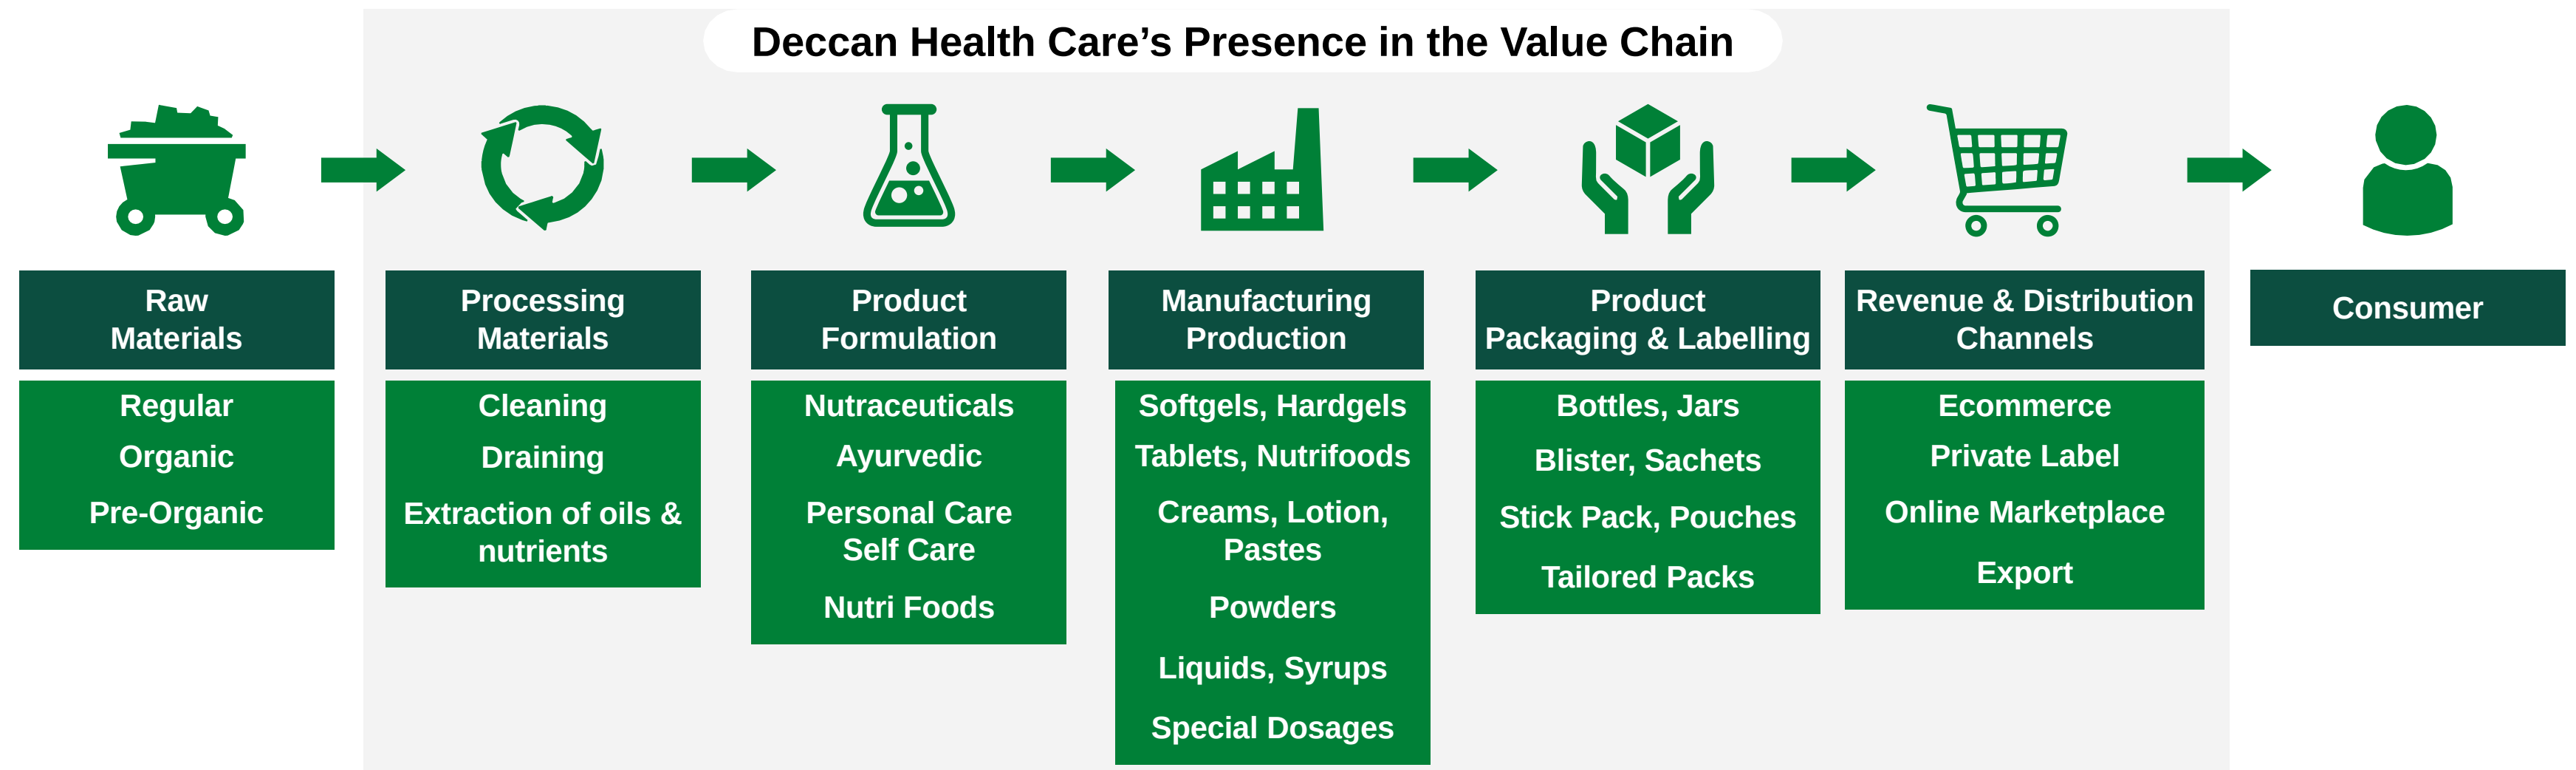 Deccan Health Care’s Presence in the Value Chain
Raw
Materials
Regular
Organic
Pre-Organic
Processing
Materials
Cleaning
Draining
Extraction of oils &
nutrients
Product
Formulation
Nutraceuticals
Ayurvedic
Personal Care
Self Care
Nutri Foods
Manufacturing
Production
Softgels, Hardgels
Tablets, Nutrifoods
Creams, Lotion,
Pastes
Powders
Liquids, Syrups
Special Dosages
Product
Packaging & Labelling
Bottles, Jars
Blister, Sachets
Stick Pack, Pouches
Tailored Packs
Revenue & Distribution
Channels
Ecommerce
Private Label
Online Marketplace
Export
Consumer